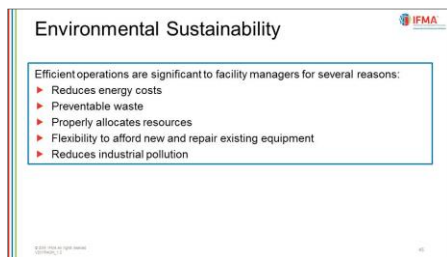 Environmental Sustainability
IFMA
Efficient operations are significant to facility managers for several reasons:
Reduces energy costs
Preventable waste
Properly allocates resources
Flexibility to afford new and repair existing equipment
Reduces industrial pollution